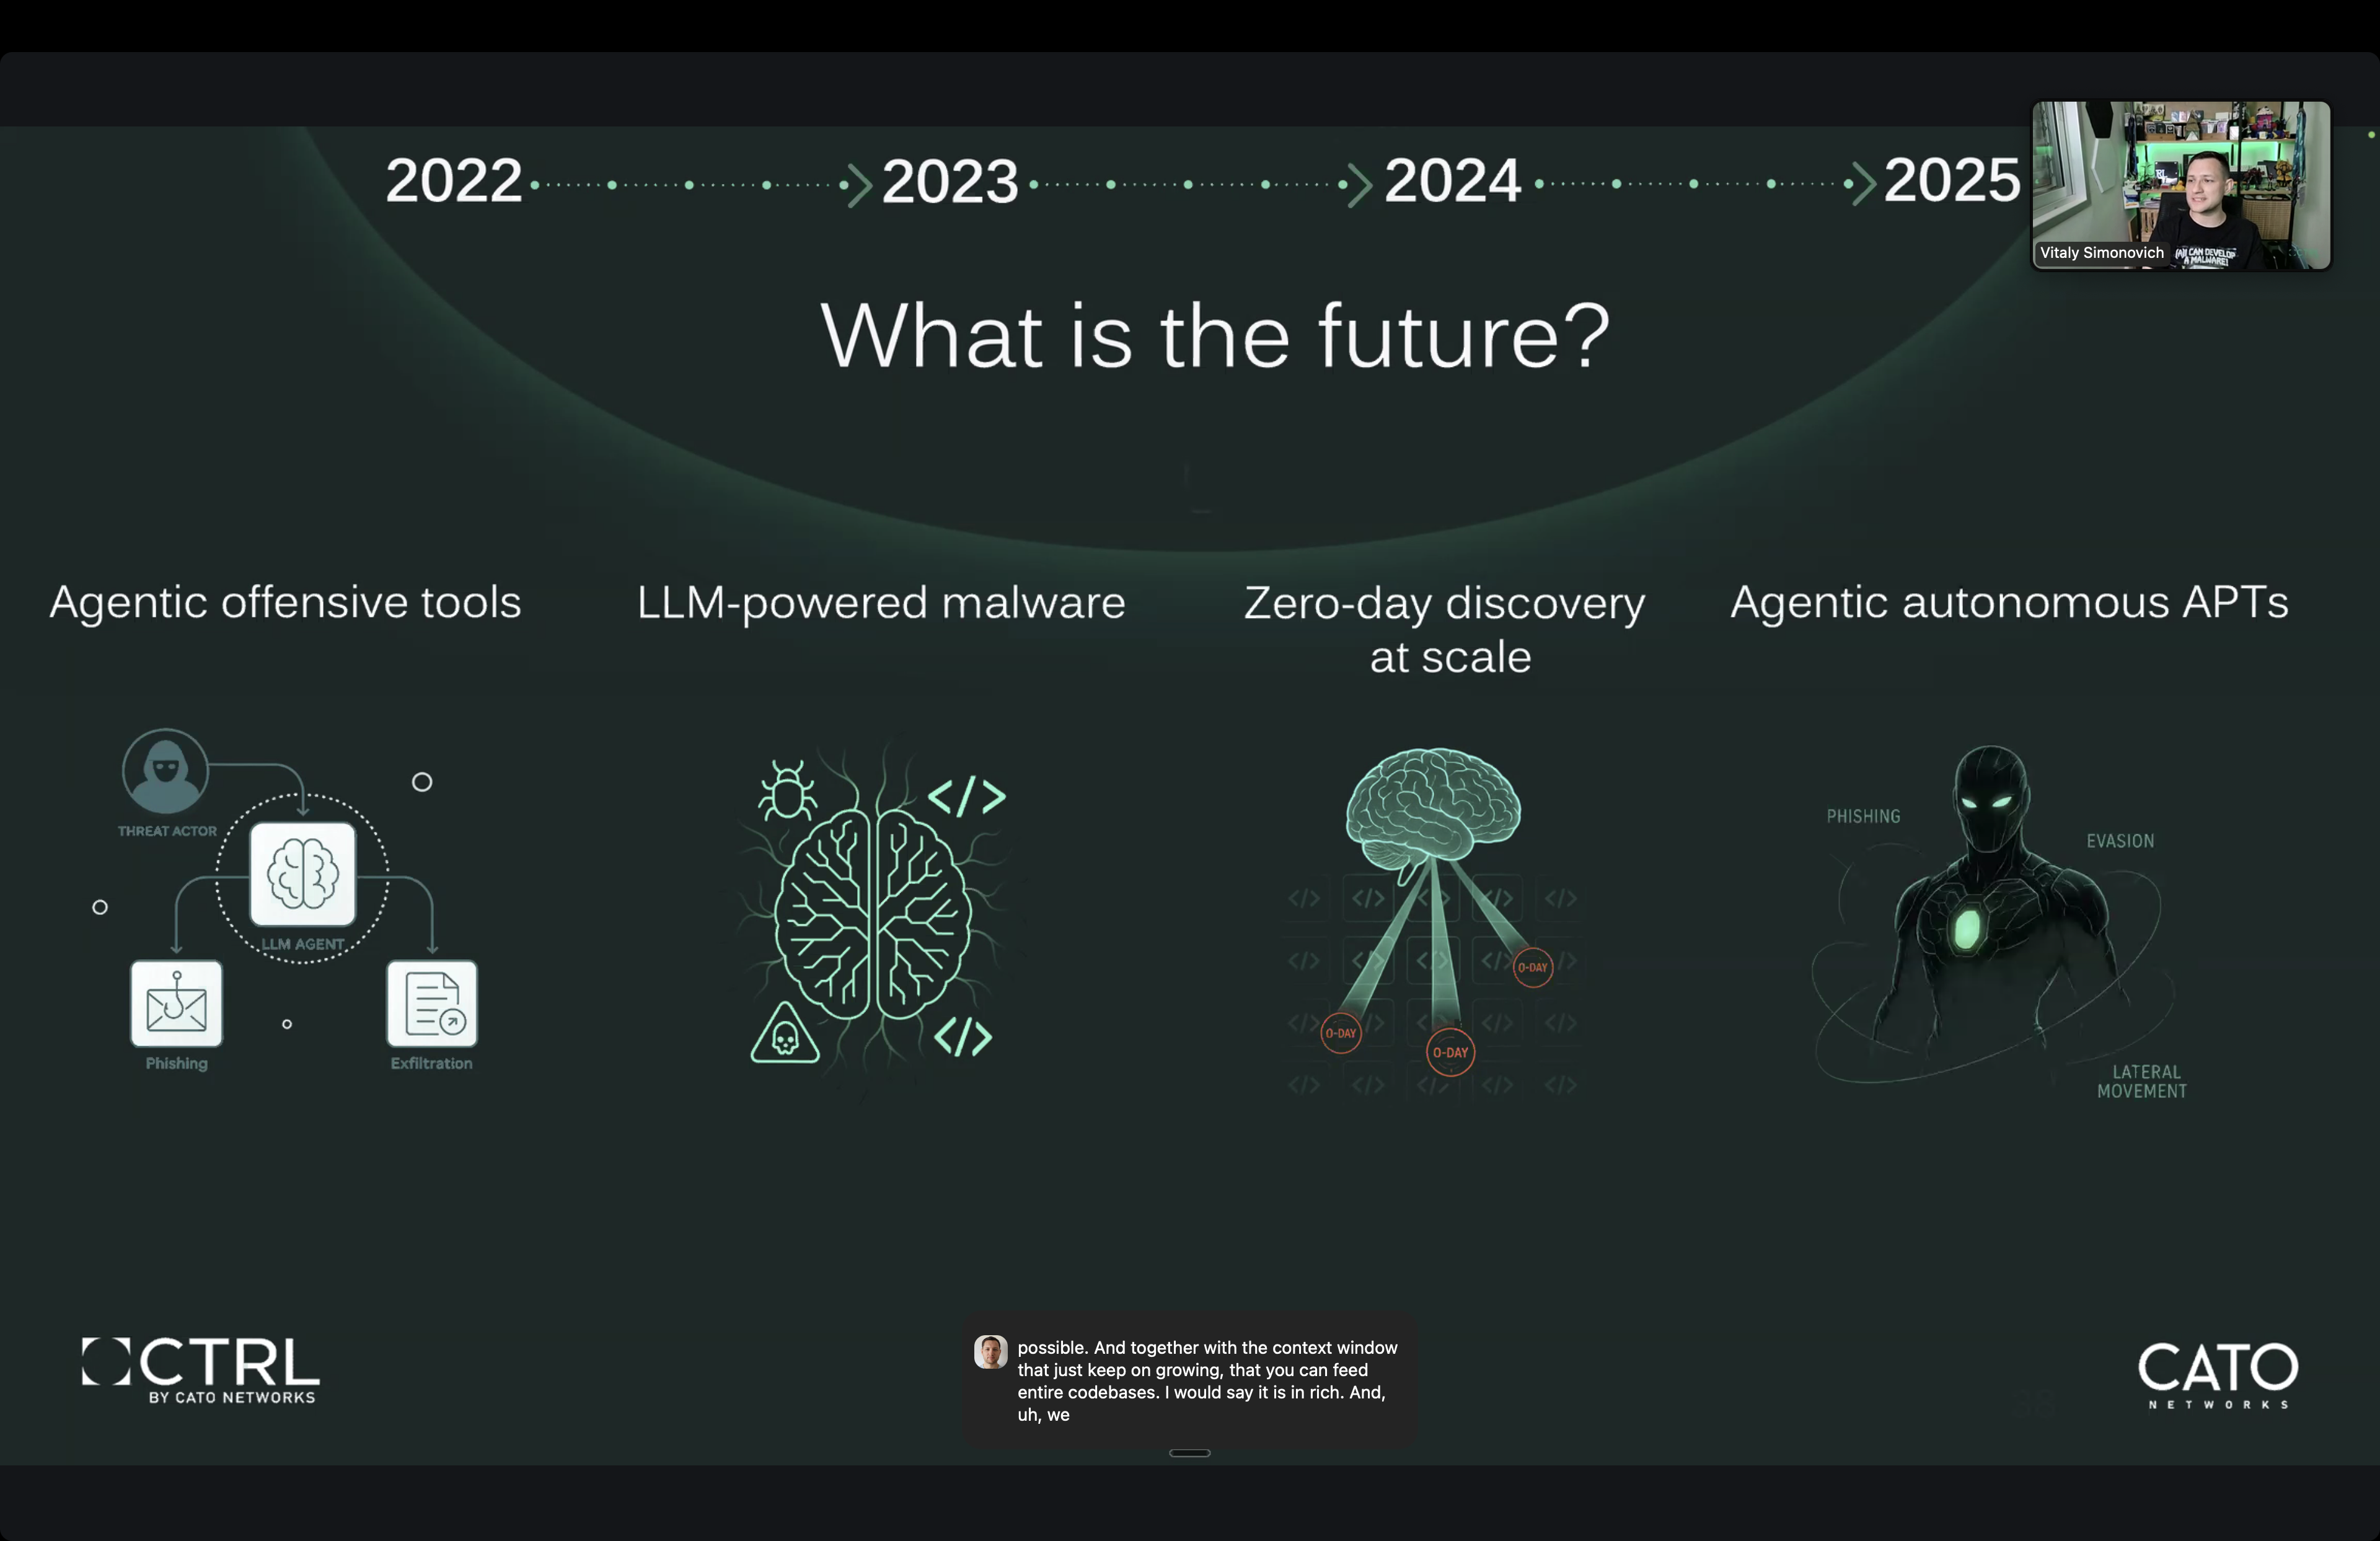 2022
2023
2024
2025
Vitaly Simonovich
CAN DEVELOP
A MALWARE!
What is the future?
Agentic offensive tools
LLM-powered malware
Zero-day discovery
at scale
Agentic autonomous APTs
THREAT ACTOR
LLM AGENT
Phishing
Exfiltration
</>
</>
</> </> </> </> </>
</> </> </> </> </>
</> </> </> </> </>
</> </> </> </> </>
0-DAY
0-DAY
0-DAY
PHISHING
EVASION
LATERAL
MOVEMENT
CTRL
BY CATO NETWORKS
possible. And together with the context window
that just keep on growing, that you can feed
entire codebases. I would say it is in rich. And,
uh, we
CATO
NETWORKS